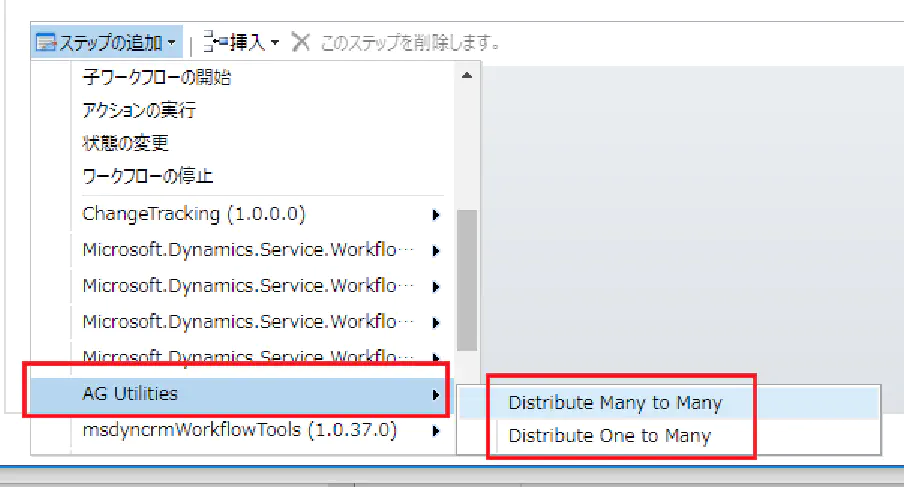 ステップの追加 挿入 このステップを削除します。
子ワークフローの開始
アクションの実行
状態の変更
ワークフローの停止
ChangeTracking (1.0.0.0)
Microsoft.Dynamics.Service.Workflo…
Microsoft.Dynamics.Service.Workflo…
Microsoft.Dynamics.Service.Workflo…
Microsoft.Dynamics.Service.Workflo…
AG Utilities
Distribute Many to Many
msdyncrmWorkflowTools (1.0.37.0)
Distribute One to Many